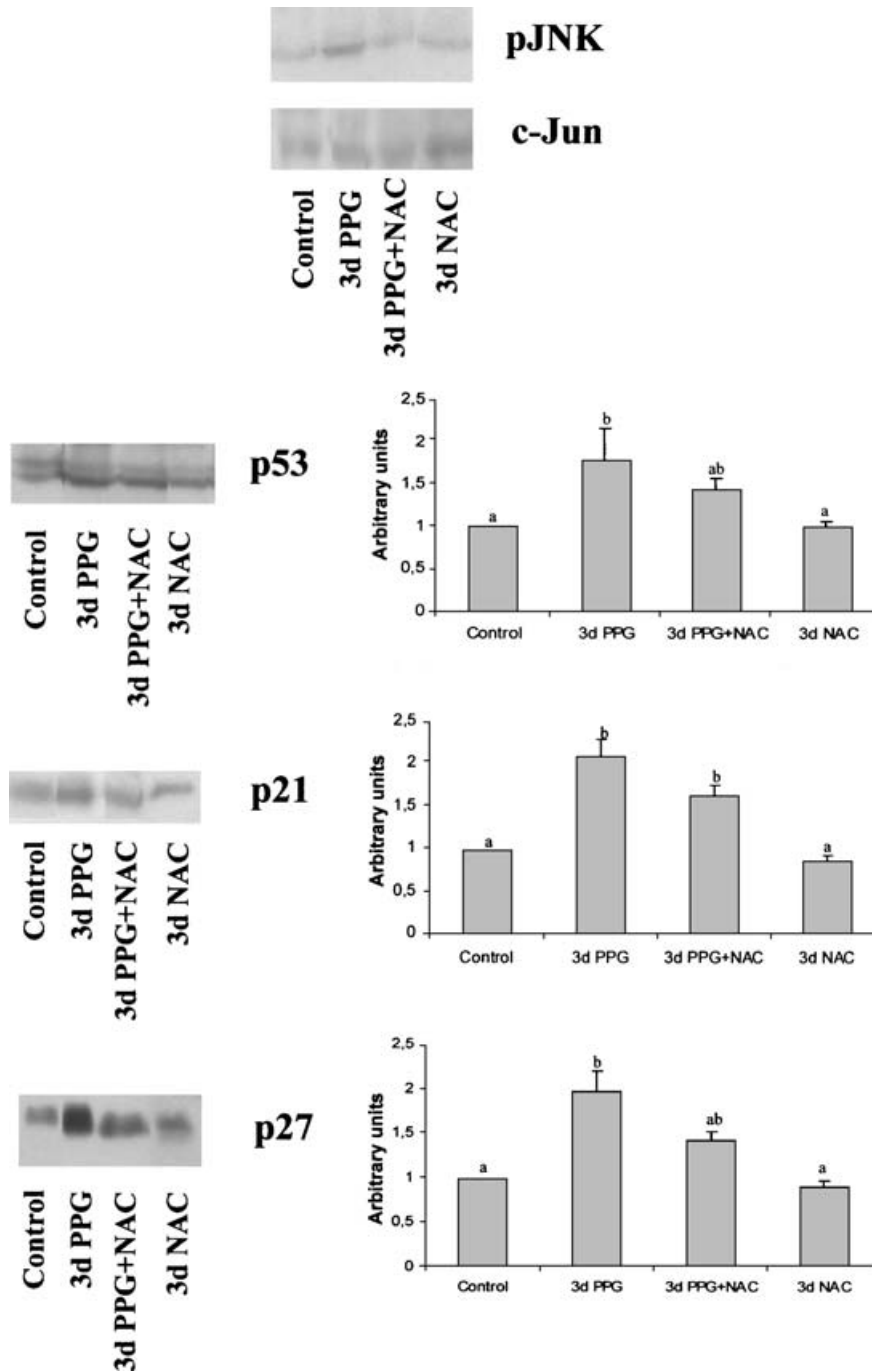 pJNK
c-Jun
Control
3d PPG
3d PPG+NAC
3d NAC
p53
Control
3d PPG
3d PPG+NAC
3d NAC
Arbitrary units
2,5
2
1,5
1
0,5
0
a
b
ab
a
Control
3d PPG
3d PPG+NAC
3d NAC
p21
Control
3d PPG
3d PPG+NAC
3d NAC
Arbitrary units
2,5
2
1,5
1
0,5
0
a
b
b
a
Control
3d PPG
3d PPG+NAC
3d NAC
p27
Control
3d PPG
3d PPG+NAC
3d NAC
Arbitrary units
2,5
2
1,5
1
0,5
0
a
b
ab
a
Control
3d PPG
3d PPG+NAC
3d NAC